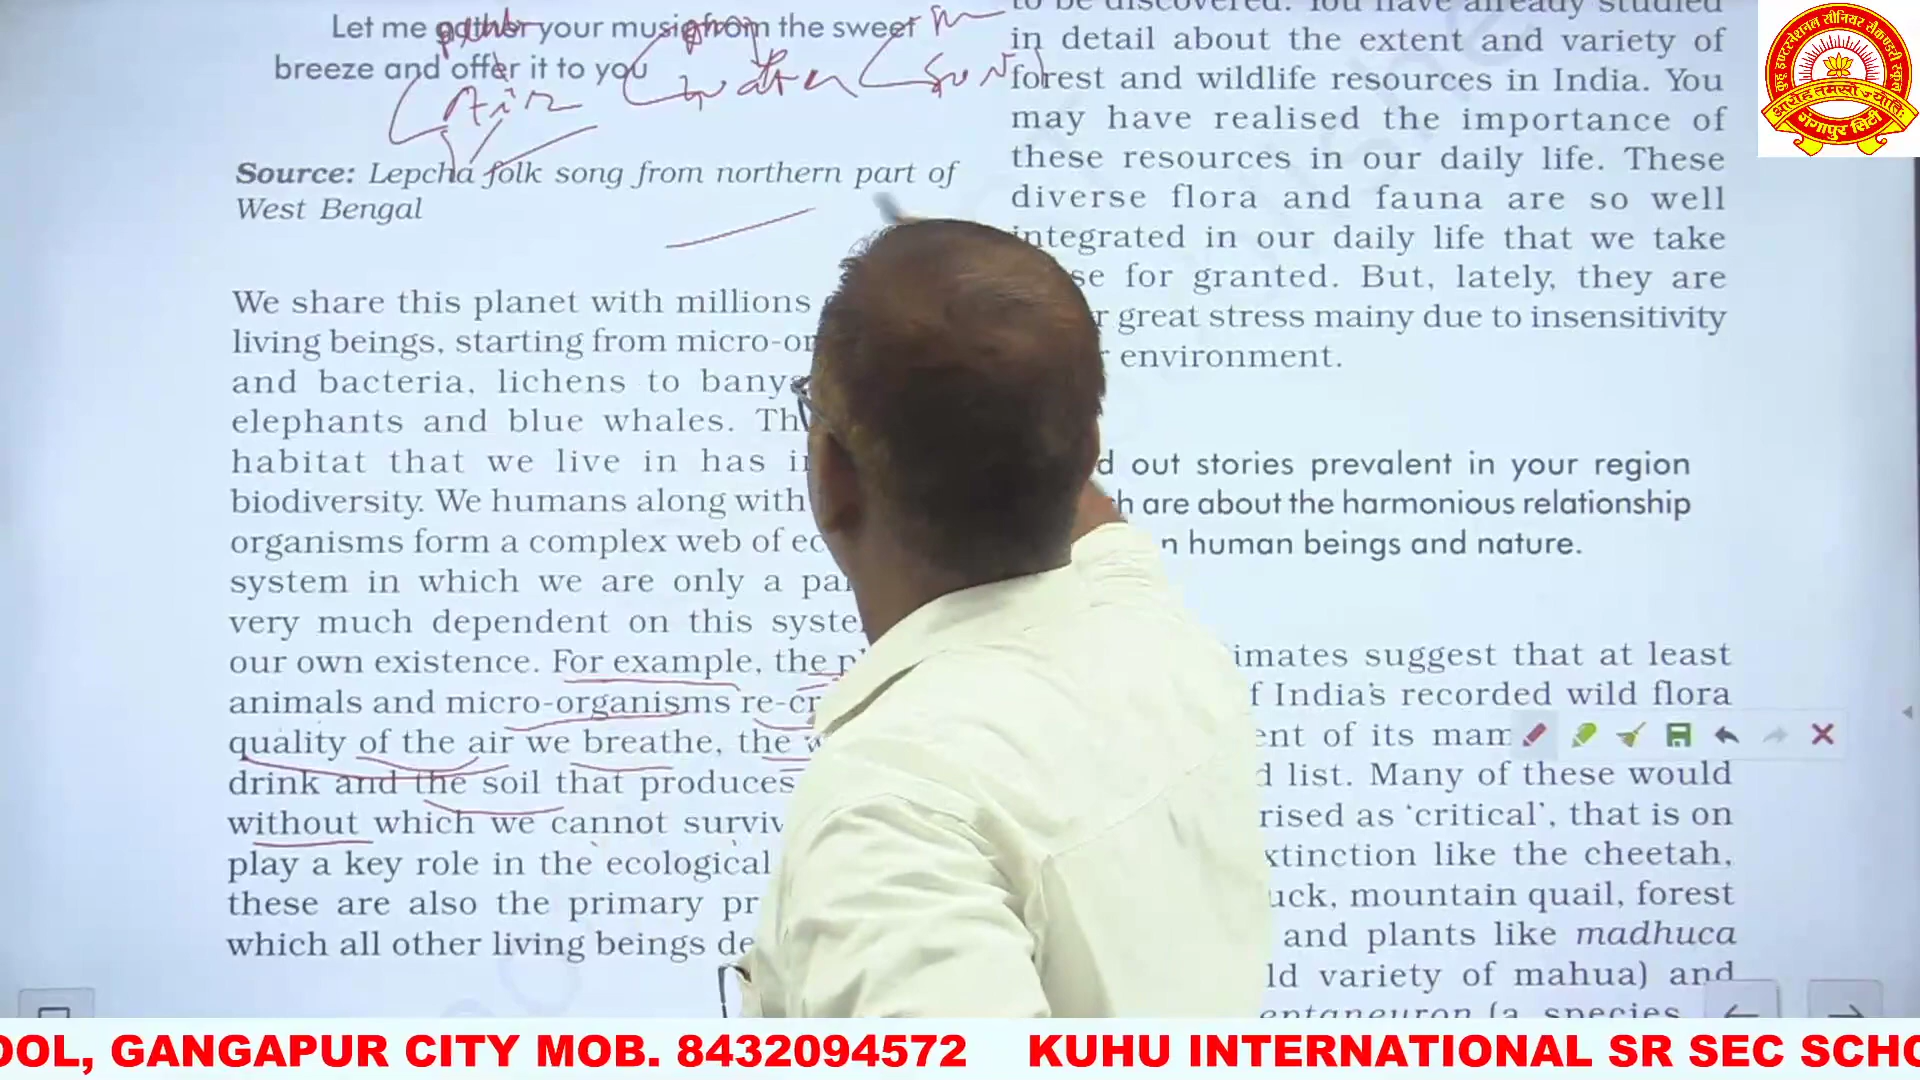 Let me gather your music from the sweet
breeze and offer it to you
Air
water
Source: Lepcha folk song from northern part of
West Bengal
We share this planet with millions
living beings, starting from micro-or
and bacteria, lichens to bany
elephants and blue whales. Th
habitat that we live in has i
biodiversity. We humans along with
organisms form a complex web of ec
system in which we are only a pa
very much dependent on this syste
our own existence. For example, the p
animals and micro-organisms re-cr
quality of the air we breathe, the w
drink and the soil that produces
without which we cannot surviv
play a key role in the ecological
these are also the primary pr
which all other living beings de
to be discovered. You have already studied
in detail about the extent and variety of
forest and wildlife resources in India. You
may have realised the importance of
these resources in our daily life. These
diverse flora and fauna are so well
integrated in our daily life that we take
se for granted. But, lately, they are
r great stress mainy due to insensitivity
environment.
d out stories prevalent in your region
h are about the harmonious relationship
n human beings and nature.
imates suggest that at least
f India's recorded wild flora
ent of its mam
d list. Many of these would
rised as ‘critical’, that is on
xtinction like the cheetah,
uck, mountain quail, forest
and plants like madhuca
ld variety of mahua) and
entaneuron (a species
कुहू इण्टरनेशनल सीनियर सैकण्डरी स्कूल
गंगापुर सिटी
OOL, GANGAPUR CITY MOB. 8432094572 KUHU INTERNATIONAL SR SEC SCHO